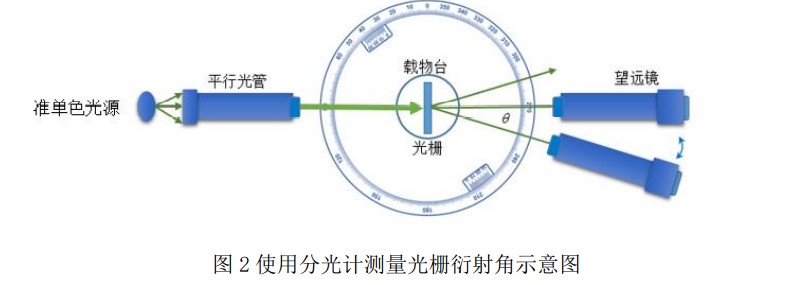 准单色光源
平行光管
载物台
光栅
θ
望远镜
图 2 使用分光计测量光栅衍射角示意图